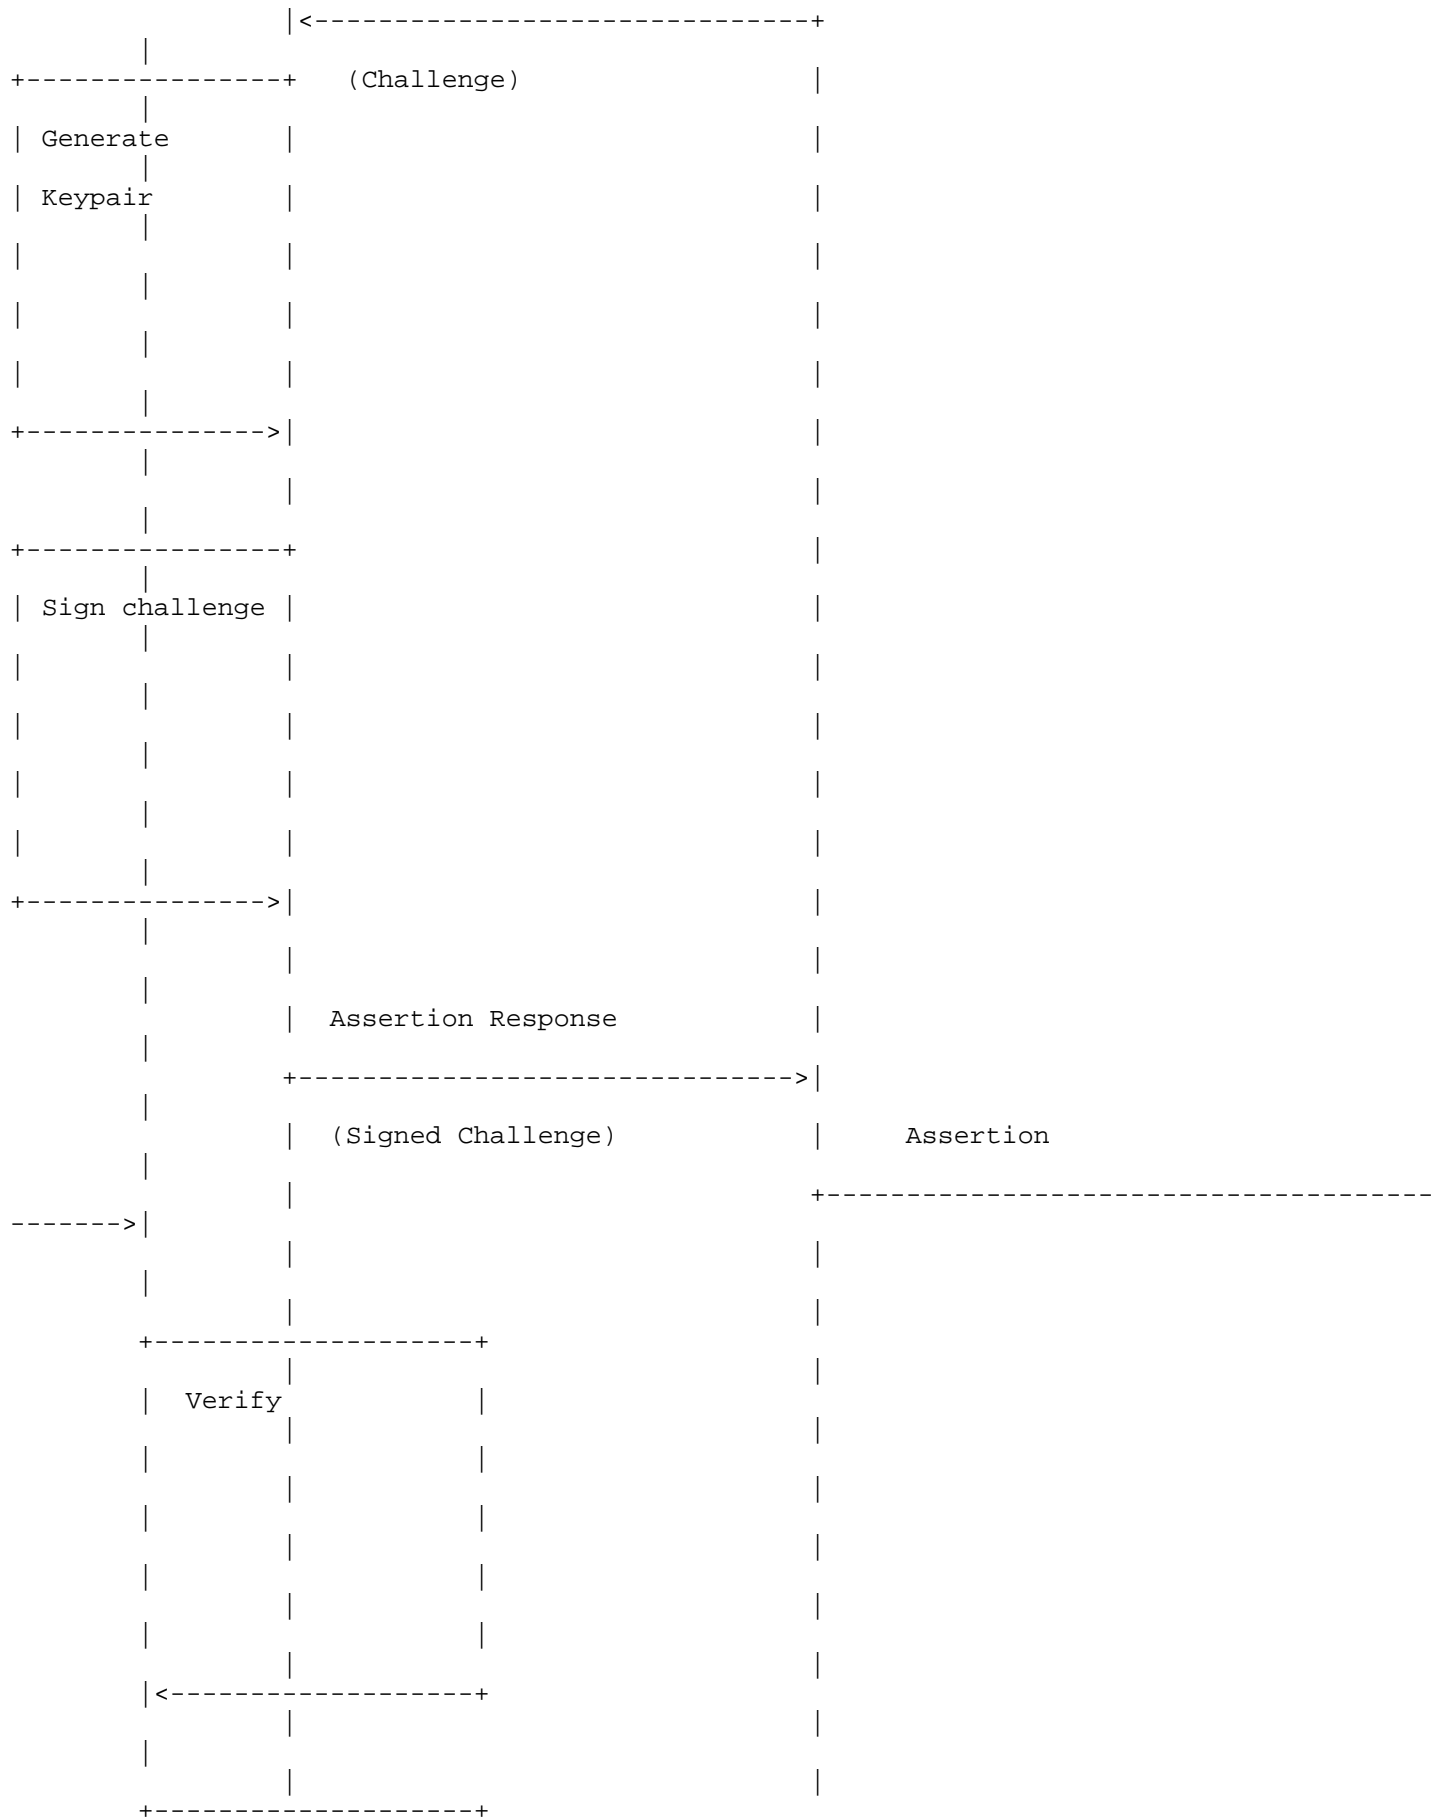 (Challenge)
Generate
Keypair
Sign challenge
Assertion Response
(Signed Challenge) Assertion
Verify